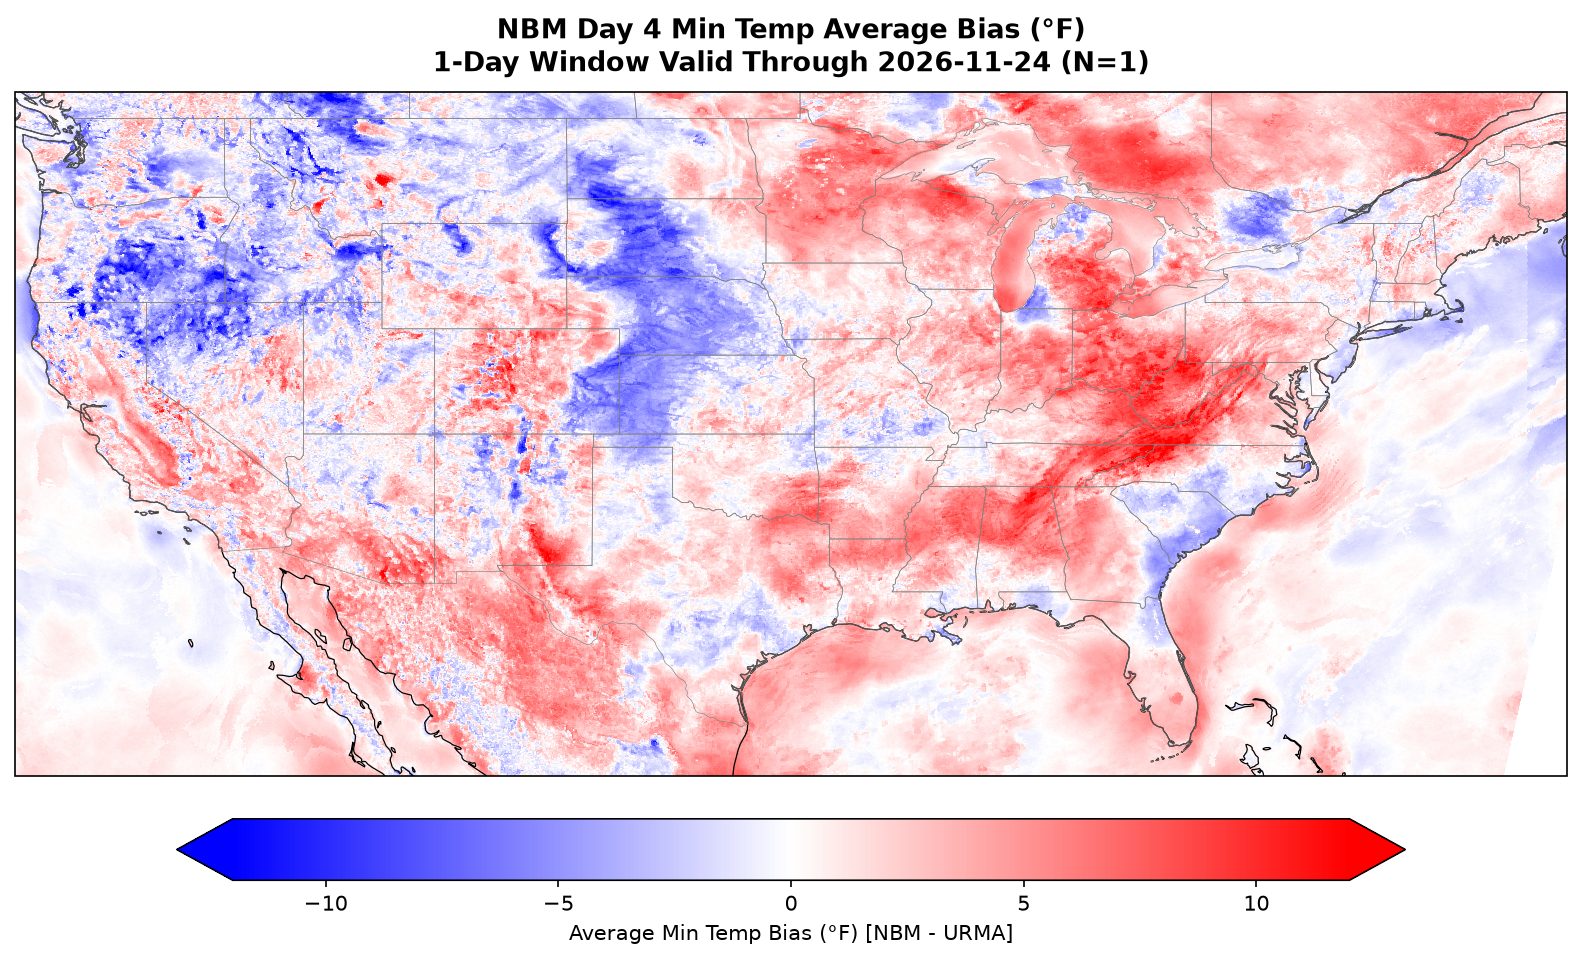 NBM Day 4 Min Temp Average Bias (°F)
1-Day Window Valid Through 2026-11-24 (N=1)
−10 −5 0 5 10
Average Min Temp Bias (°F) [NBM - URMA]